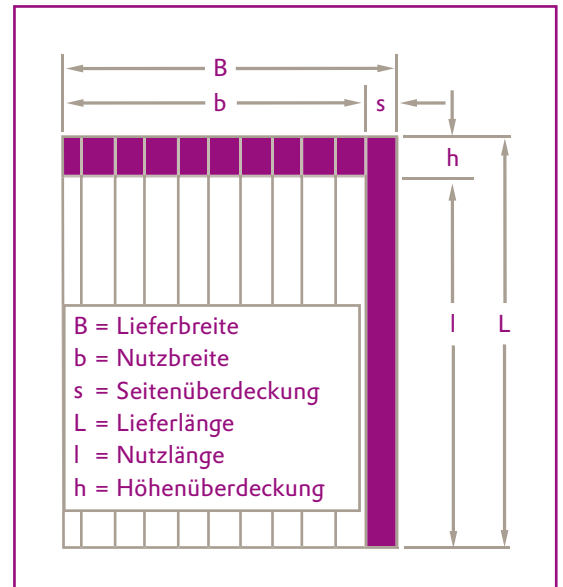 B
b
s
h
l
L
B = Lieferbreite
b = Nutzbreite
s = Seitenüberdeckung
L = Lieferlänge
l = Nutzlänge
h = Höhenüberdeckung